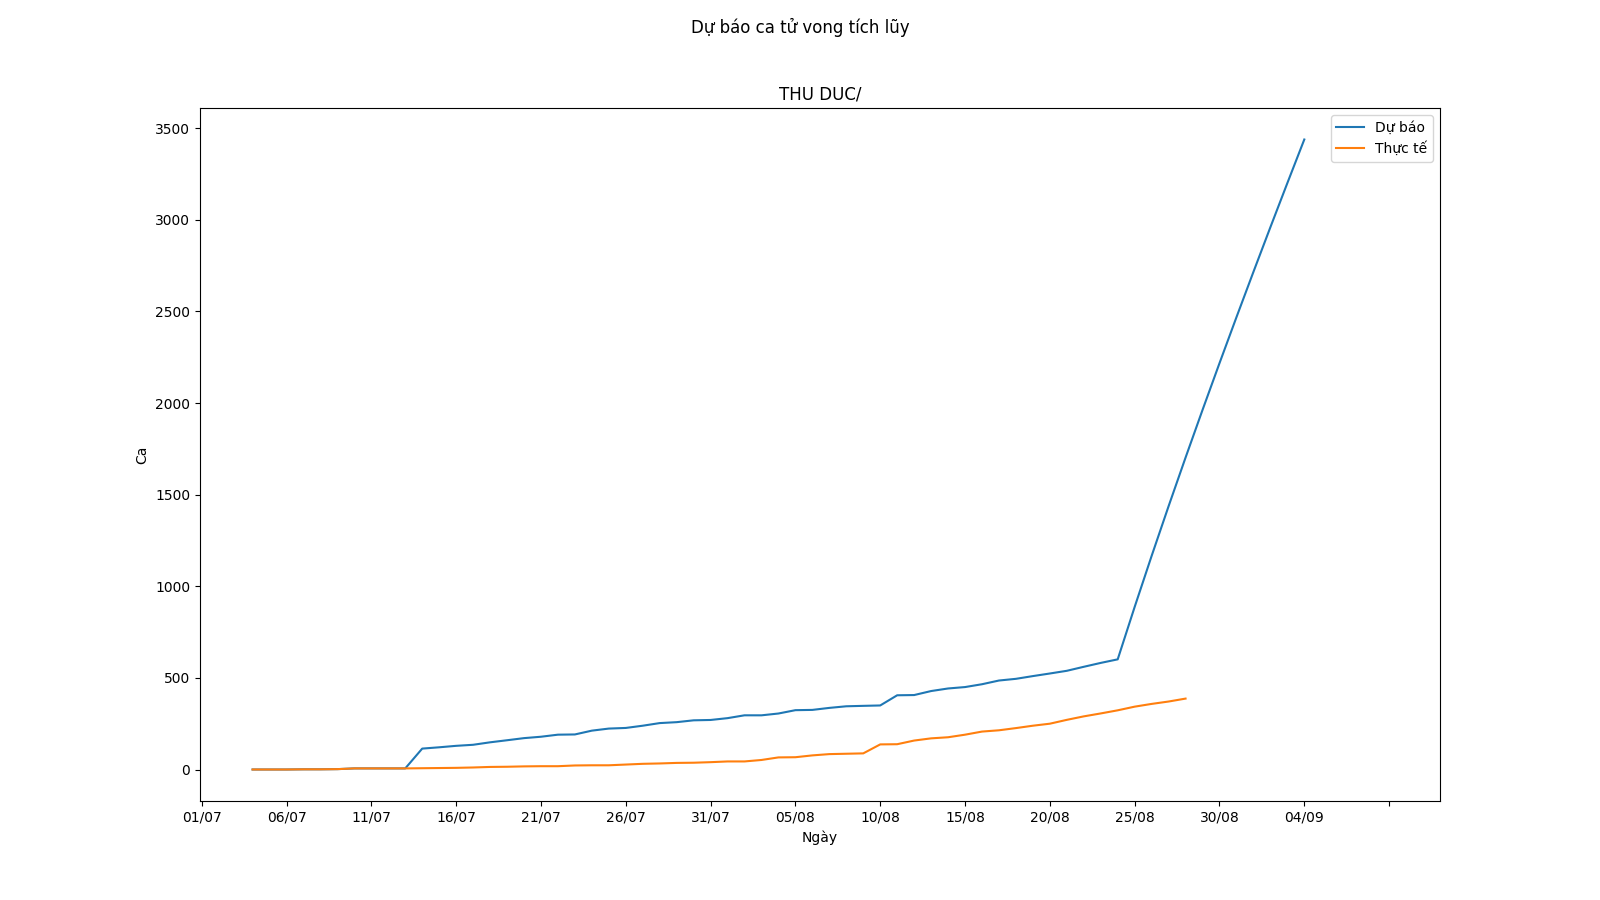 Dự báo ca tử vong tích lũy
THU DUC/
Dự báo
Thực tế
3500
3000
2500
2000
1500
1000
500
0
Ca
01/07 06/07 11/07 16/07 21/07 26/07 31/07 05/08 10/08 15/08 20/08 25/08 30/08 04/09
Ngày